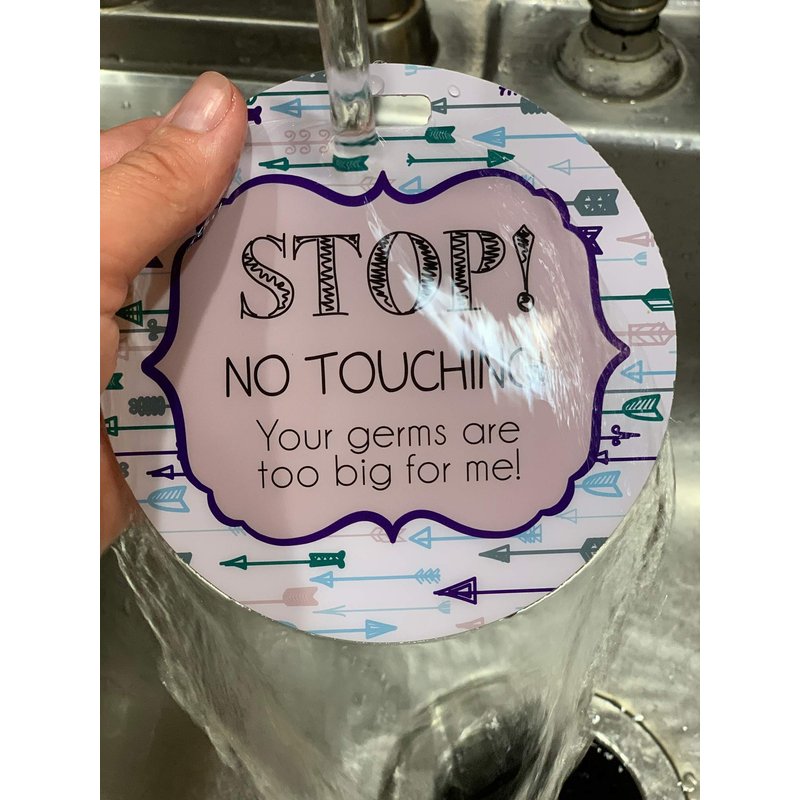 STOP!
NO TOUCHING!
Your germs are
too big for me!